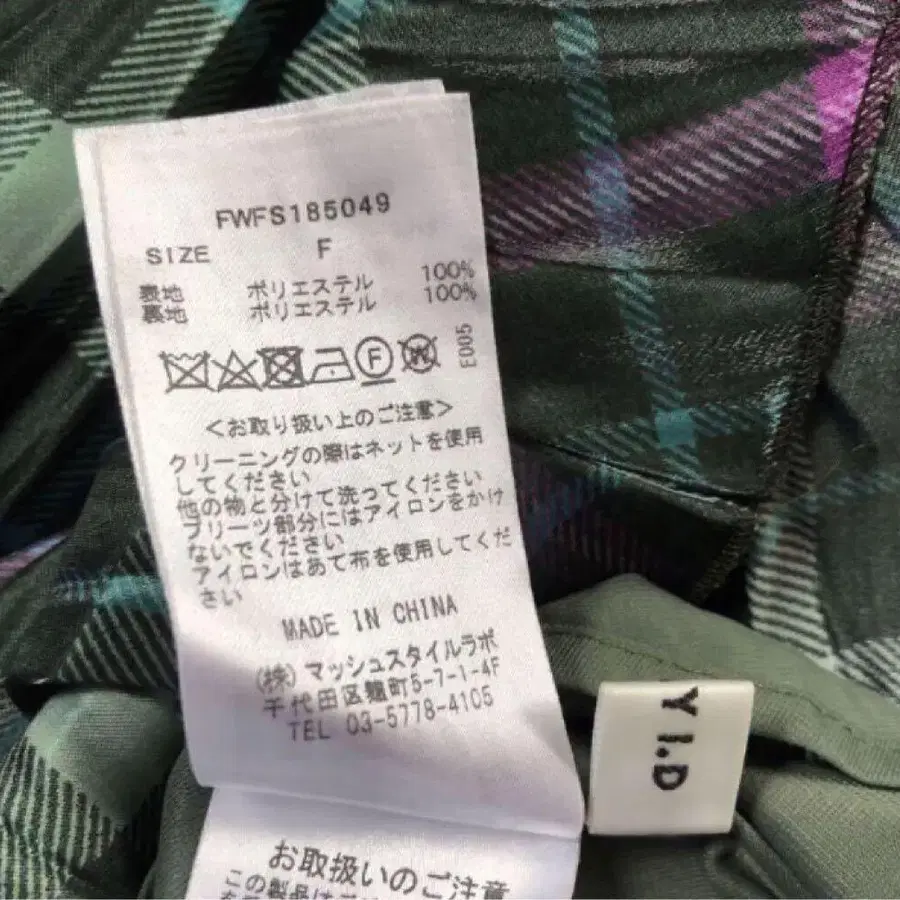 FWFS185049
SIZE F
表地 ポリエステル 100%
裏地 ポリエステル 100%
F W E005
<お取り扱い上のご注意>
クリーニングの際はネットを使用
してください
他の物と分けて洗ってください
プリーツ部分にはアイロンをかけ
ないでください
アイロンはあて布を使用してくだ
さい
MADE IN CHINA
(株)マッシュスタイルラボ
千代田区麹町5-7-1-4F
TEL 03-5778-4105
お取扱いのご注意
この製品は
Y I.D